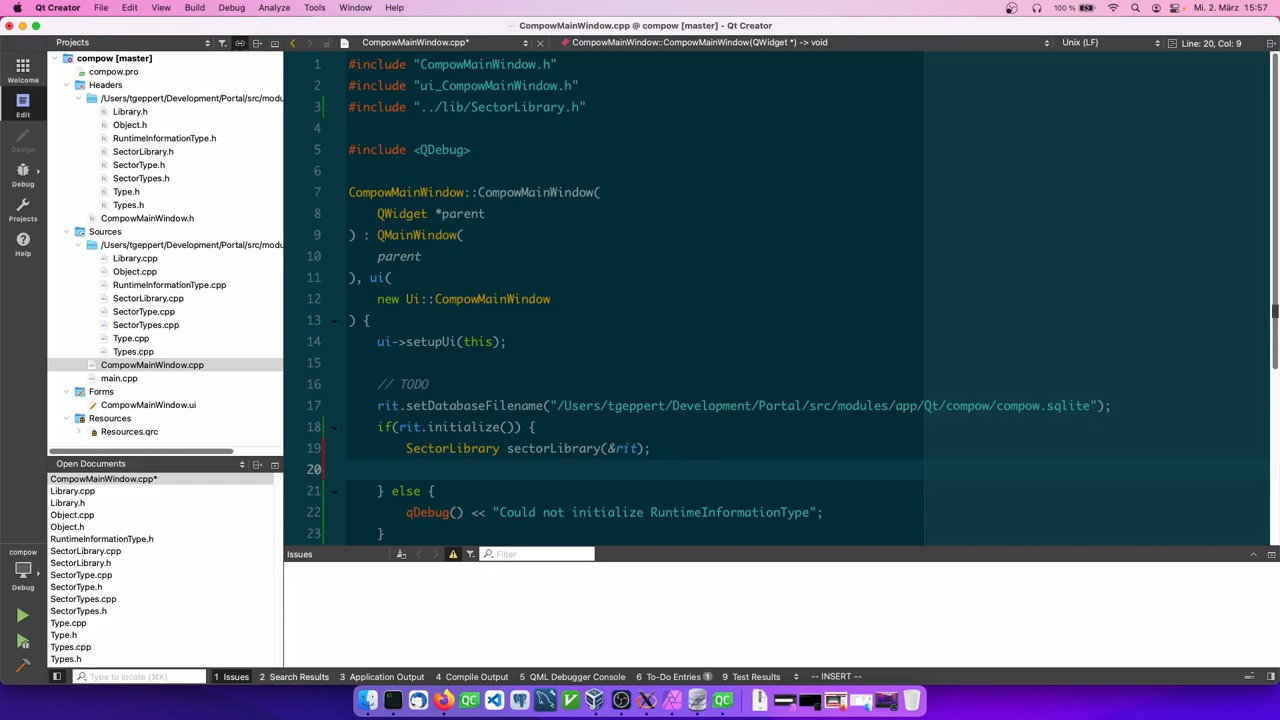 Qt Creator File Edit View Build Debug Analyze Tools Window Help 100 % Mi. 2. März 15:57
CompowMainWindow.cpp @ compow [master] - Qt Creator
Projects CompowMainWindow.cpp* CompowMainWindow::CompowMainWindow(QWidget *) -> void Unix (LF) Line: 20, Col: 9
Welcome
Edit
Design
Debug
Projects
Help
compow [master]
compow.pro
Headers
/Users/tgeppert/Development/Portal/src/modu
Library.h
Object.h
RuntimeInformationType.h
SectorLibrary.h
SectorType.h
SectorTypes.h
Type.h
Types.h
CompowMainWindow.h
Sources
/Users/tgeppert/Development/Portal/src/modu
Library.cpp
Object.cpp
RuntimeInformationType.cpp
SectorLibrary.cpp
SectorType.cpp
SectorTypes.cpp
Type.cpp
Types.cpp
CompowMainWindow.cpp
main.cpp
Forms
CompowMainWindow.ui
Resources
Resources.qrc
1 #include "CompowMainWindow.h"
2 #include "ui_CompowMainWindow.h"
3 #include "../lib/SectorLibrary.h"
4
5 #include <QDebug>
6
7 CompowMainWindow::CompowMainWindow(
8 QWidget *parent
9 ) : QMainWindow(
10 parent
11 ), ui(
12 new Ui::CompowMainWindow
13 ) {
14 ui->setupUi(this);
15
16 // TODO
17 rit.setDatabaseFilename("/Users/tgeppert/Development/Portal/src/modules/app/Qt/compow/compow.sqlite");
18 if(rit.initialize()) {
19 SectorLibrary sectorLibrary(&rit);
20
21 } else {
22 qDebug() << "Could not initialize RuntimeInformationType";
23 }
Open Documents
CompowMainWindow.cpp*
Library.cpp
Library.h
Object.cpp
Object.h
RuntimeInformationType.h
SectorLibrary.cpp
SectorLibrary.h
SectorType.cpp
SectorType.h
SectorTypes.cpp
SectorTypes.h
Type.cpp
Type.h
Types.cpp
Types.h
compow
Debug
Issues Filter
Type to locate (⌘K) 1 Issues 2 Search Results 3 Application Output 4 Compile Output 5 QML Debugger Console 6 To-Do Entries 1 9 Test Results -- INSERT --
QC QC